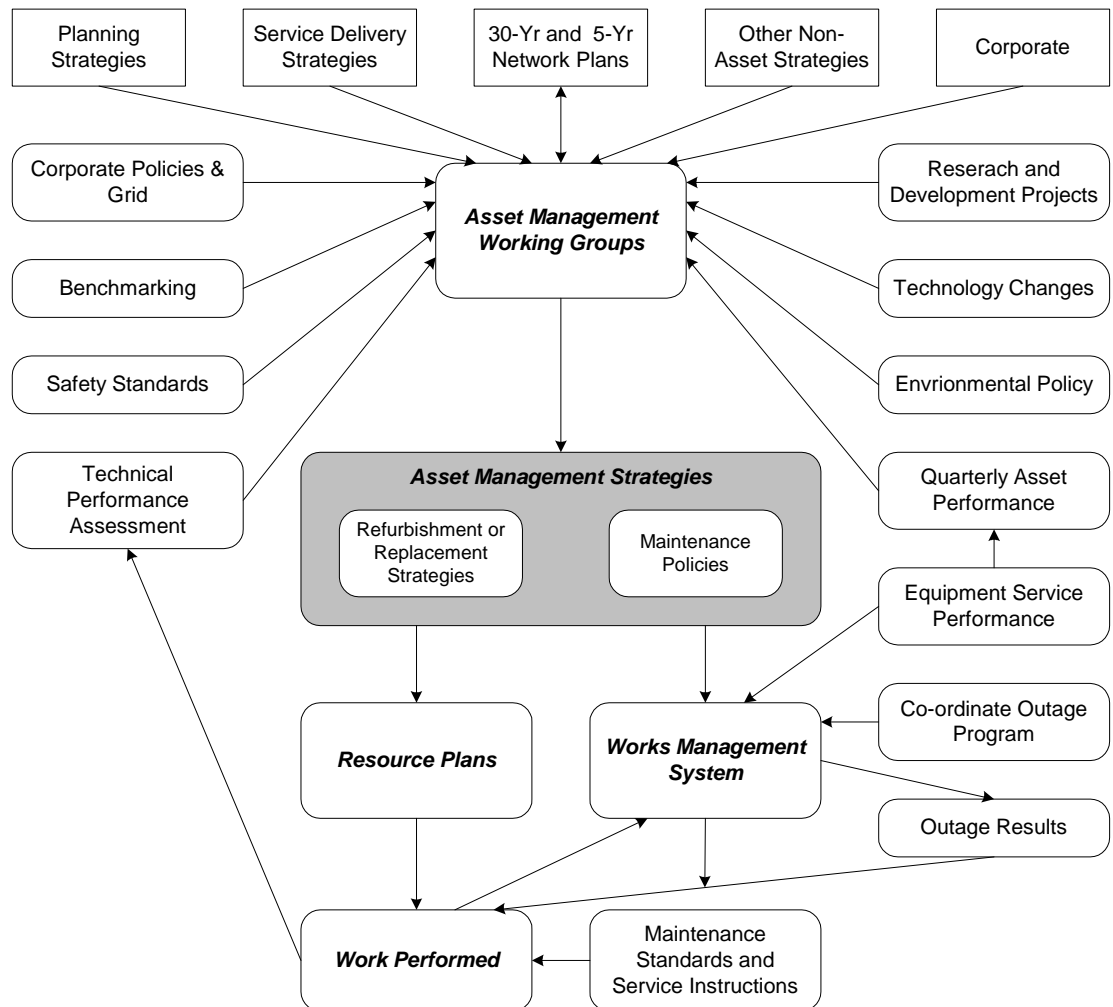 Planning
Strategies
Service Delivery
Strategies
30-Yr and 5-Yr
Network Plans
Other Non-
Asset Strategies
Corporate
Corporate Policies &
Grid
Asset Management
Working Groups
Reserach and
Development Projects
Benchmarking
Technology Changes
Safety Standards
Envrionmental Policy
Technical
Performance
Assessment
Asset Management Strategies
Refurbishment or
Replacement
Strategies
Maintenance
Policies
Quarterly Asset
Performance
Equipment Service
Performance
Resource Plans
Works Management
System
Co-ordinate Outage
Program
Outage Results
Work Performed
Maintenance
Standards and
Service Instructions